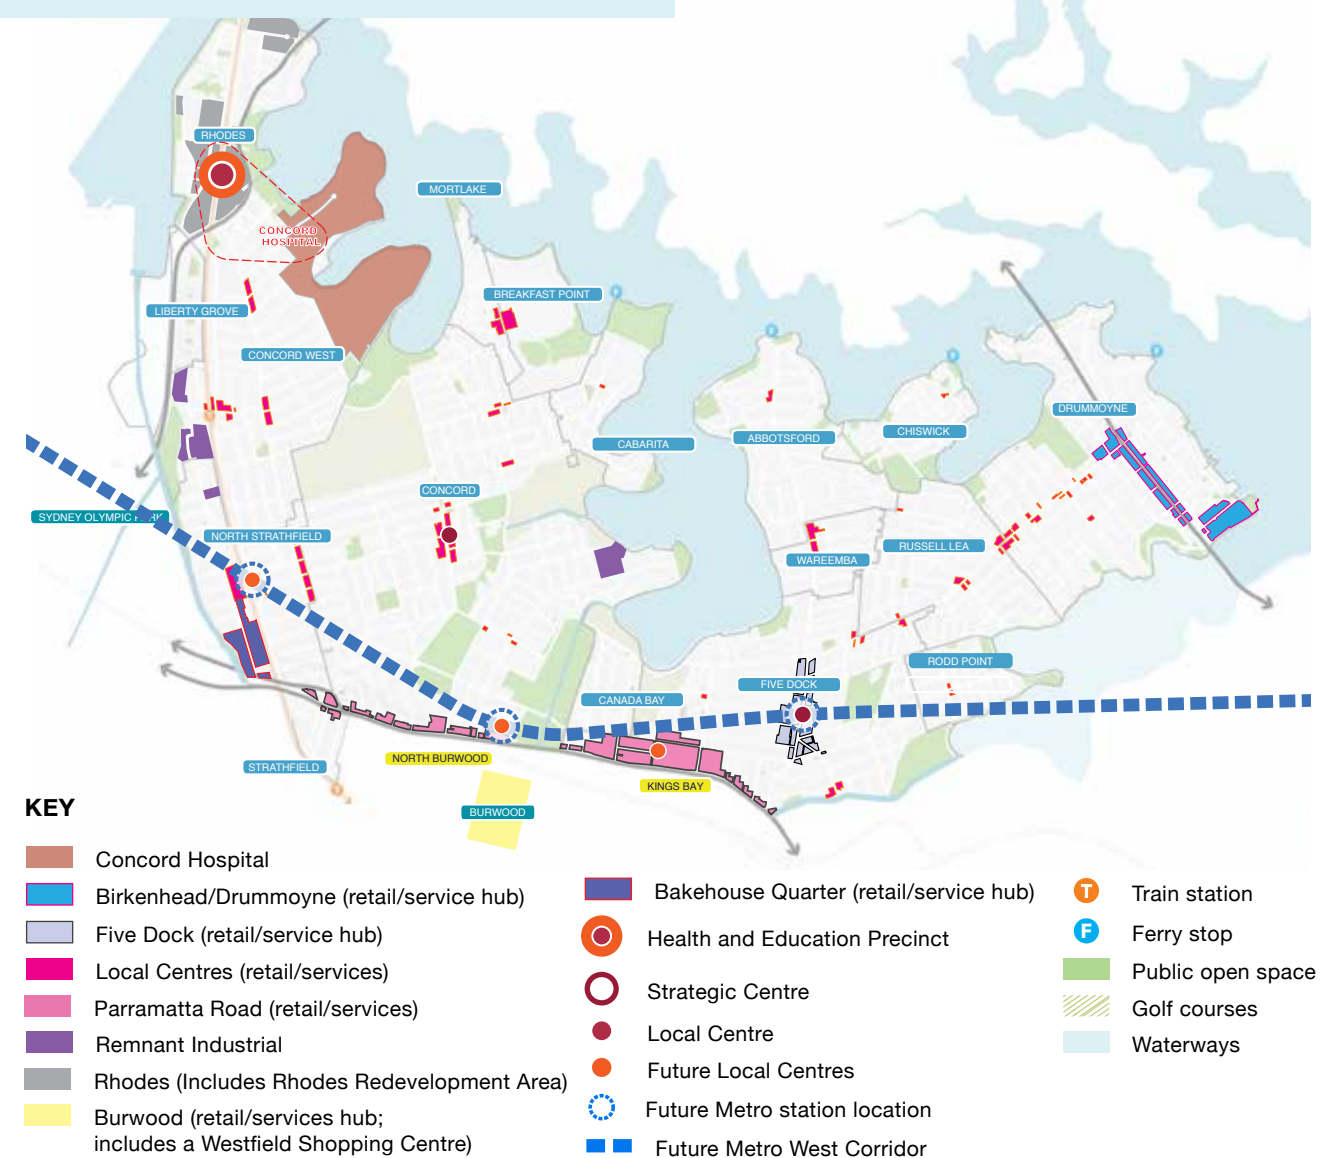 RHODES
CONCORD
HOSPITAL
MORTLAKE
BREAKFAST POINT
F
LIBERTY GROVE
CONCORD WEST
F
F
F
DRUMMOYNE
CHISWICK
ABBOTSFORD
CABARITA
T
CONCORD
SYDNEY OLYMPIC PARK
NORTH STRATHFIELD
RUSSELL LEA
WAREEMBA
RODD POINT
FIVE DOCK
CANADA BAY
NORTH BURWOOD
STRATHFIELD
KINGS BAY
T
BURWOOD
KEY
Concord Hospital
Birkenhead/Drummoyne (retail/service hub)
Five Dock (retail/service hub)
Local Centres (retail/services)
Parramatta Road (retail/services)
Remnant Industrial
Rhodes (Includes Rhodes Redevelopment Area)
Burwood (retail/services hub;
includes a Westfield Shopping Centre)
Bakehouse Quarter (retail/service hub)
Health and Education Precinct
Strategic Centre
Local Centre
Future Local Centres
Future Metro station location
Future Metro West Corridor
T Train station
F Ferry stop
Public open space
Golf courses
Waterways